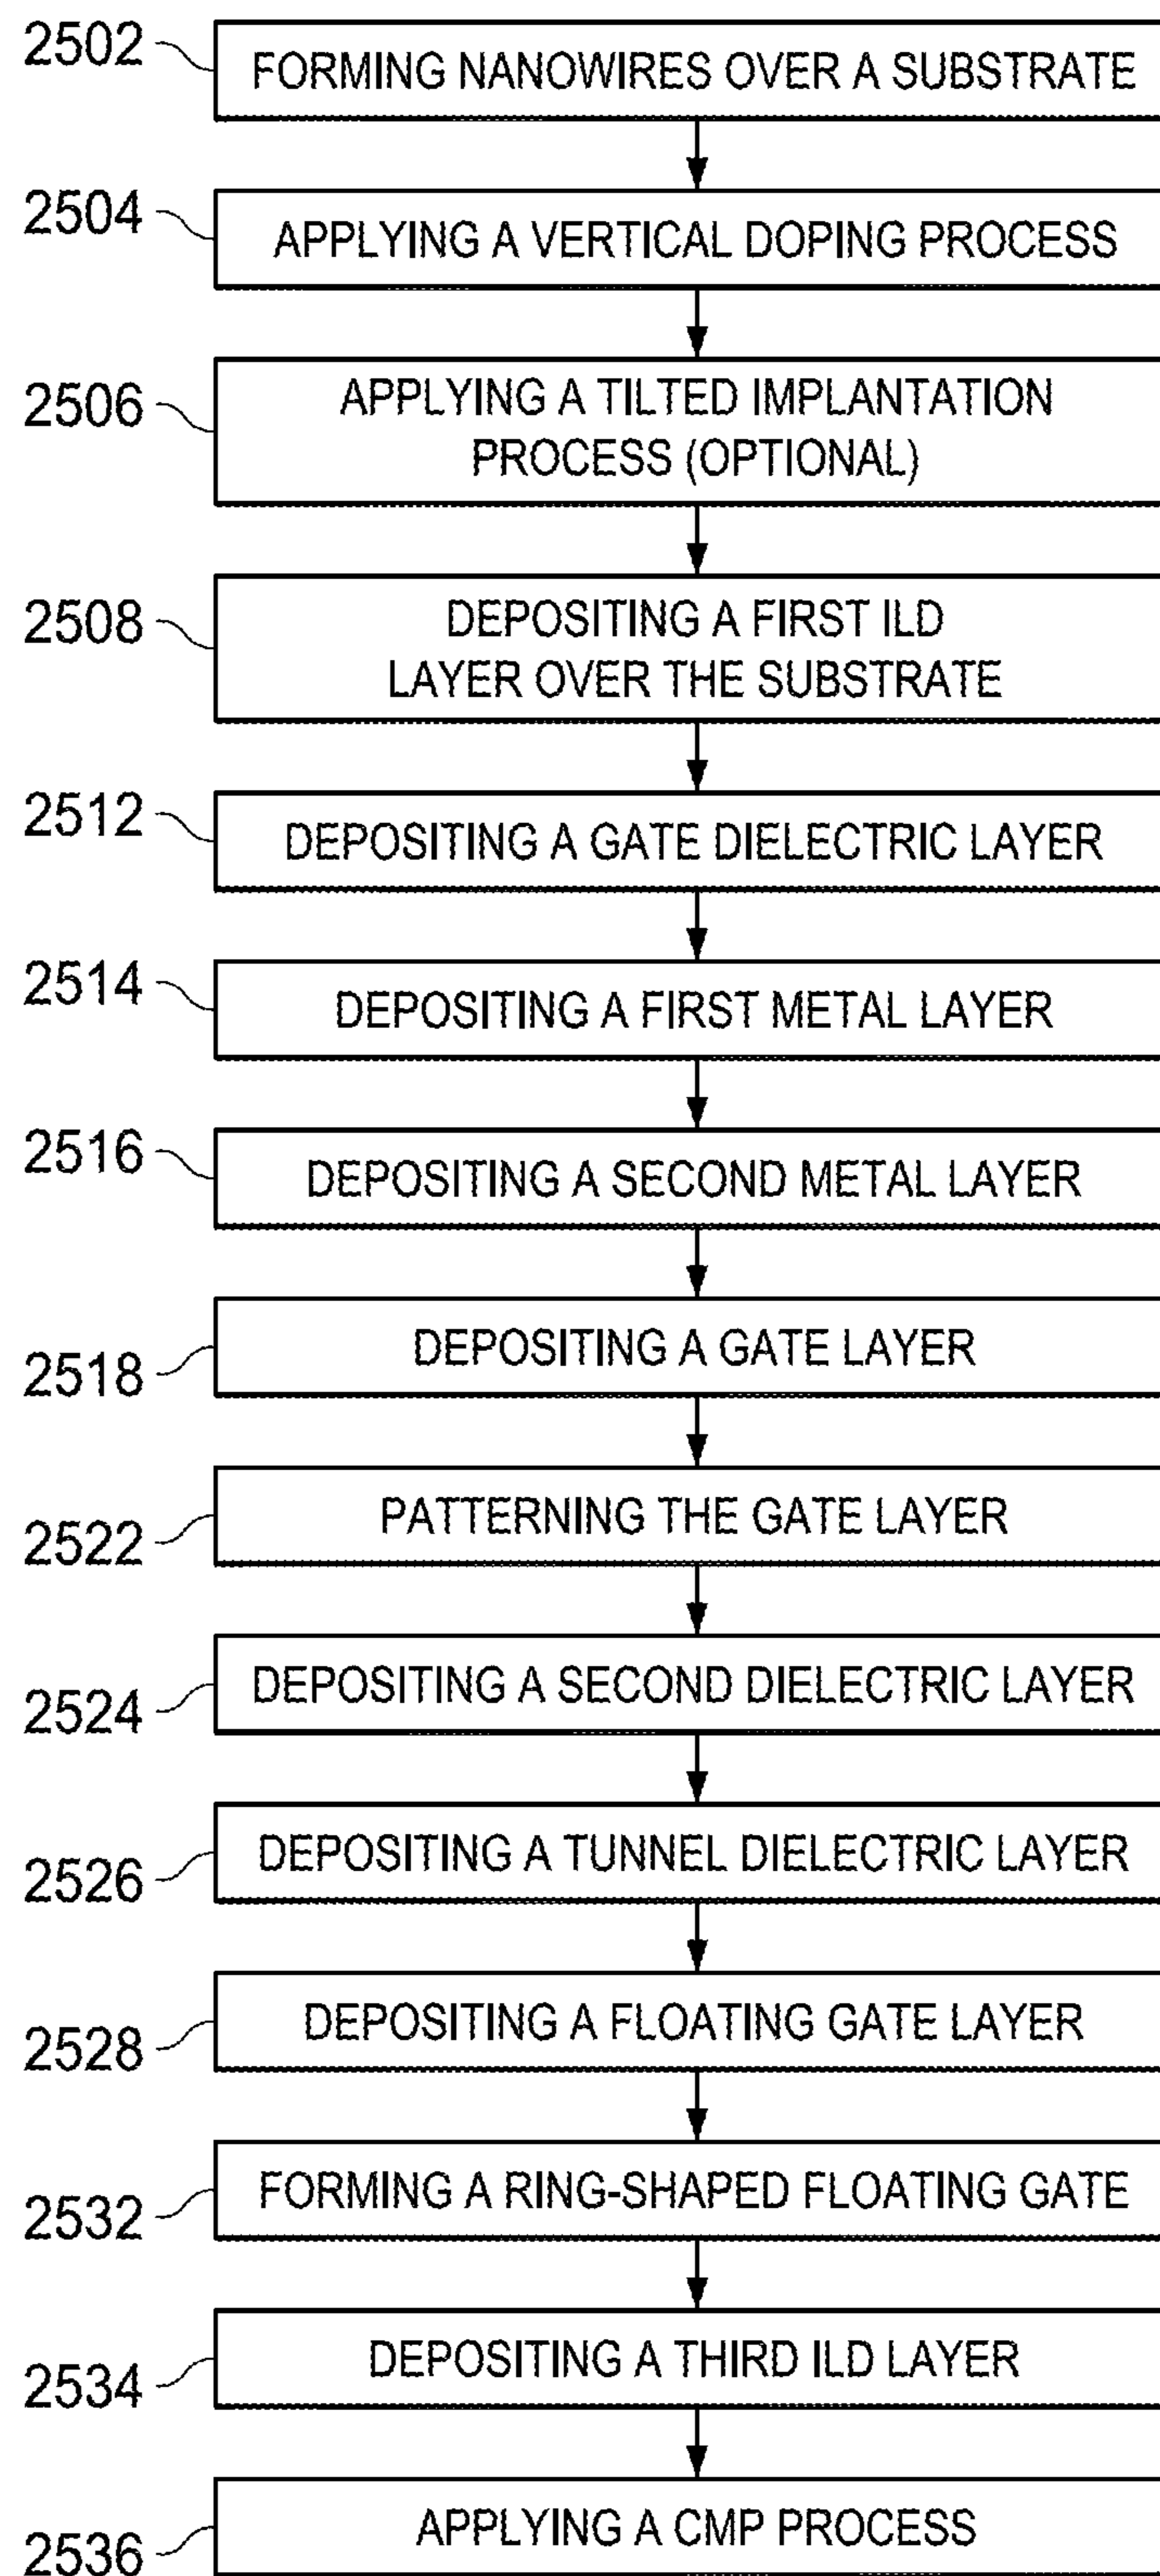 2502 FORMING NANOWIRES OVER A SUBSTRATE
2504 APPLYING A VERTICAL DOPING PROCESS
2506 APPLYING A TILTED IMPLANTATION
PROCESS (OPTIONAL)
2508 DEPOSITING A FIRST ILD
LAYER OVER THE SUBSTRATE
2512 DEPOSITING A GATE DIELECTRIC LAYER
2514 DEPOSITING A FIRST METAL LAYER
2516 DEPOSITING A SECOND METAL LAYER
2518 DEPOSITING A GATE LAYER
2522 PATTERNING THE GATE LAYER
2524 DEPOSITING A SECOND DIELECTRIC LAYER
2526 DEPOSITING A TUNNEL DIELECTRIC LAYER
2528 DEPOSITING A FLOATING GATE LAYER
2532 FORMING A RING-SHAPED FLOATING GATE
2534 DEPOSITING A THIRD ILD LAYER
2536 APPLYING A CMP PROCESS